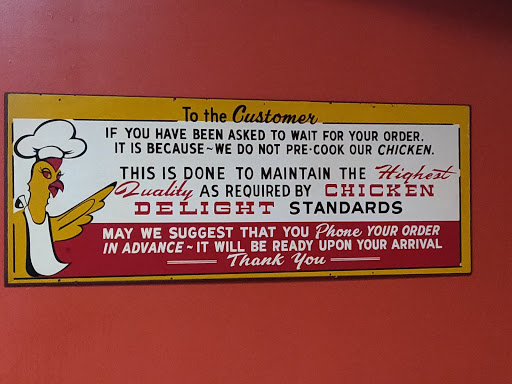 To the Customer
IF YOU HAVE BEEN ASKED TO WAIT FOR YOUR ORDER.
IT IS BECAUSE~WE DO NOT PRE-COOK OUR CHICKEN.
THIS IS DONE TO MAINTAIN THE Highest
Quality AS REQUIRED BY CHICKEN
DELIGHT STANDARDS
MAY WE SUGGEST THAT YOU Phone YOUR ORDER
IN ADVANCE~IT WILL BE READY UPON YOUR ARRIVAL
Thank You